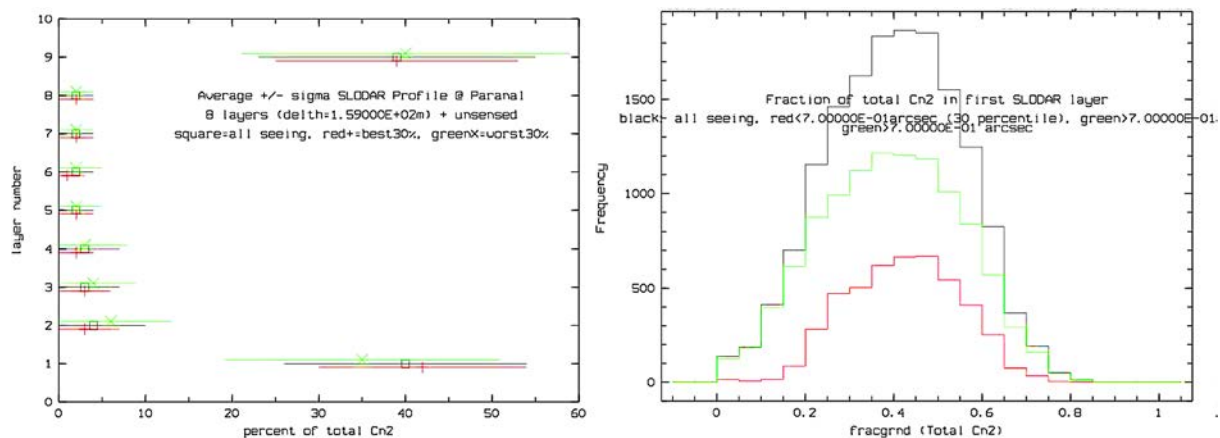 10
9
8
7
6
5
4
3
2
1
0
layer number
Average +/- sigma SLODAR Profile @ Paranal
8 layers (delth=1.59000E+02m) + unsensed
square=all seeing, red+=best30%, greenX=worst30%
0 10 20 30 40 50 60
percent of total Cn2
1500
1000
500
0
Frequency
Fraction of total Cn2 in first SLODAR layer
black= all seeing, red<7.00000E-01arcsec (30 percentile), green>7.00000E-01
green>7.00000E-01 arcsec
0 0.2 0.4 0.6 0.8 1
fracgrnd (Total Cn2)